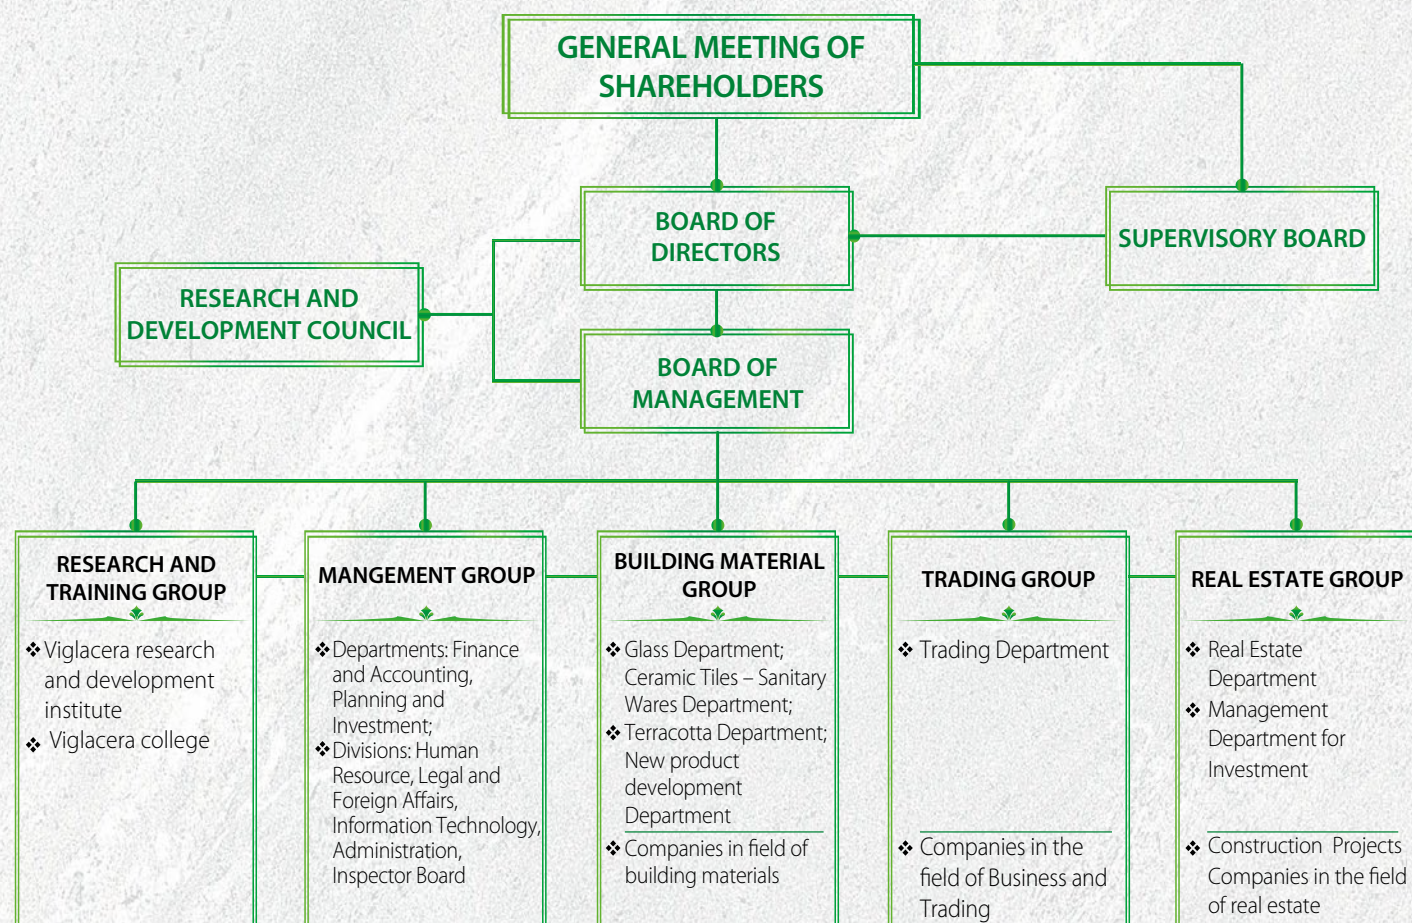 GENERAL MEETING OF
SHAREHOLDERS
BOARD OF
DIRECTORS
SUPERVISORY BOARD
RESEARCH AND
DEVELOPMENT COUNCIL
BOARD OF
MANAGEMENT
RESEARCH AND
TRAINING GROUP
❖ Viglacera research
and development
institute
❖ Viglacera college
MANGEMENT GROUP
❖ Departments: Finance
and Accounting,
Planning and
Investment;
❖ Divisions: Human
Resource, Legal and
Foreign Affairs,
Information Technology,
Administration,
Inspector Board
BUILDING MATERIAL
GROUP
❖ Glass Department;
Ceramic Tiles – Sanitary
Wares Department;
❖ Terracotta Department;
New product
development
Department
❖ Companies in field of
building materials
TRADING GROUP
❖ Trading Department
❖ Companies in the
field of Business and
Trading
REAL ESTATE GROUP
❖ Real Estate
Department
❖ Management
Department for
Investment
❖ Construction Projects
Companies in the field
of real estate